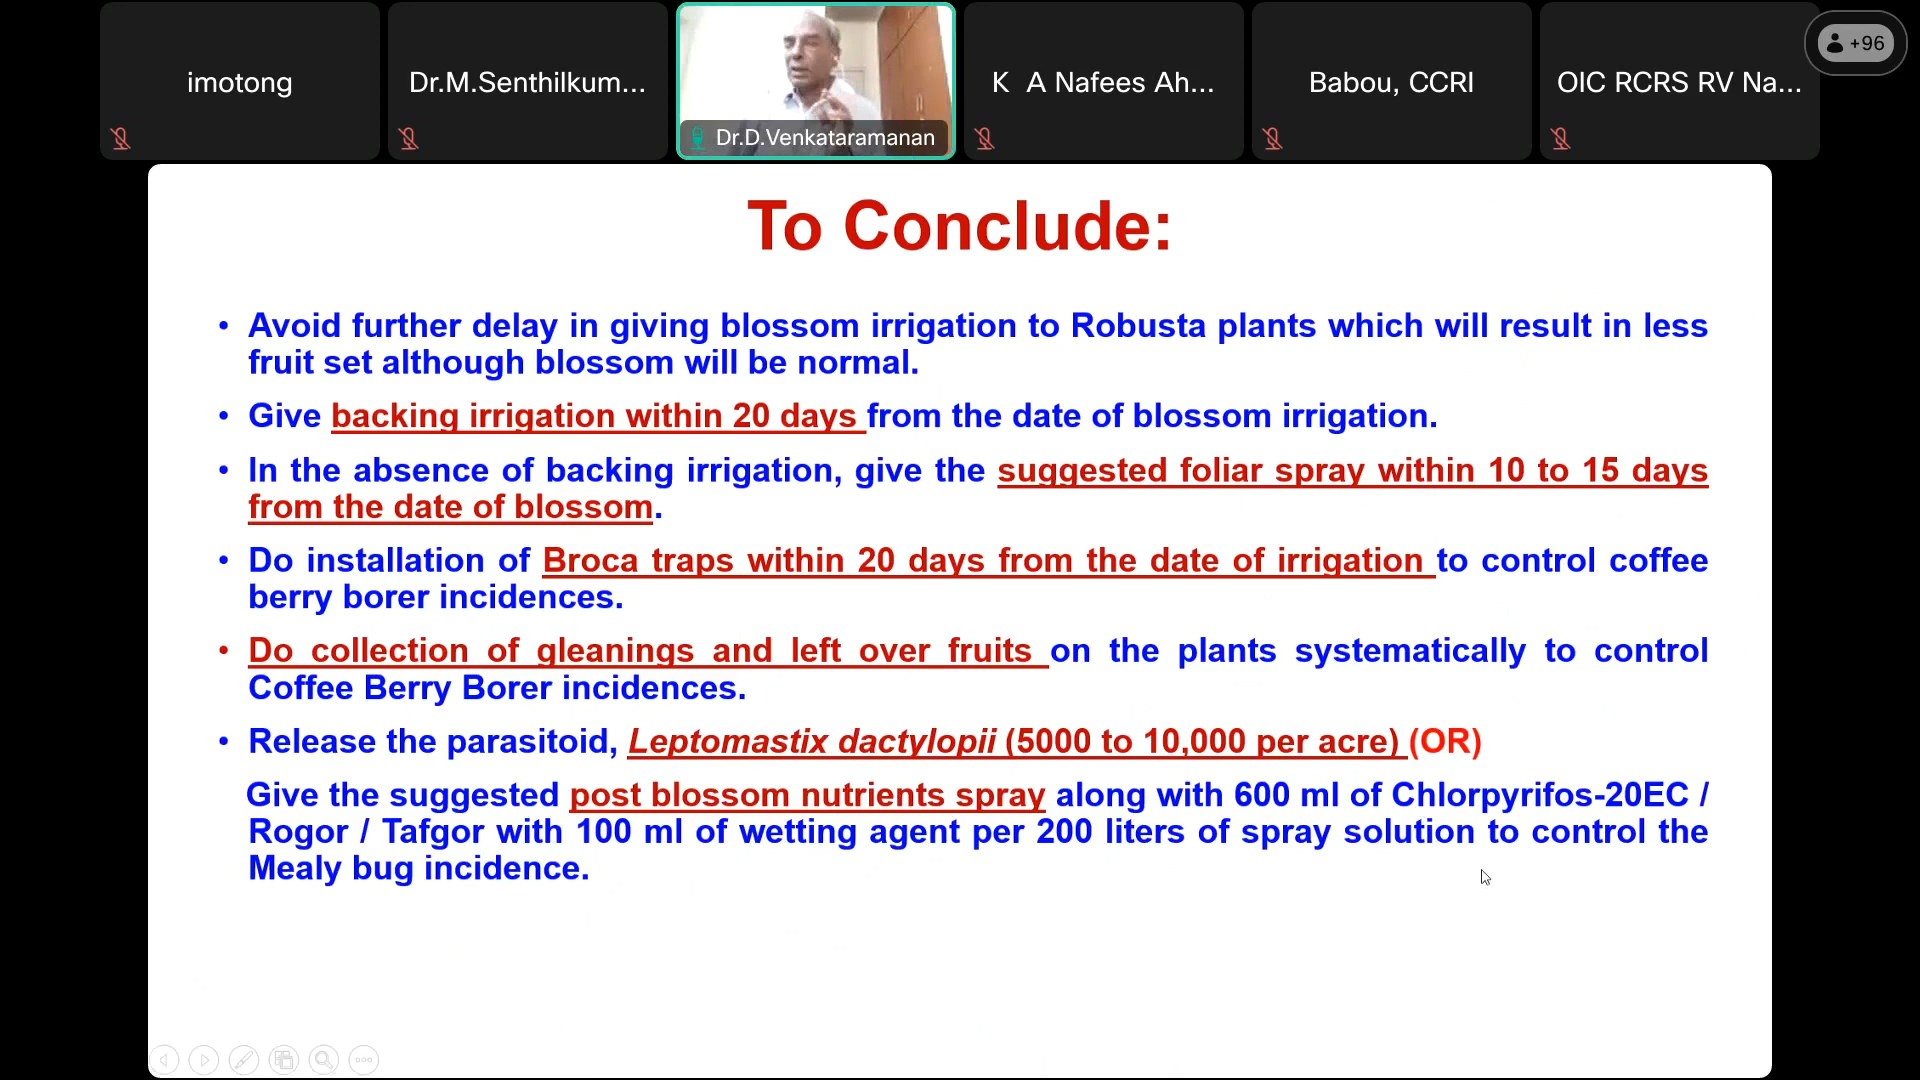 imotong
Dr.M.Senthilkum...
Dr.D.Venkataramanan
K A Nafees Ah...
Babou, CCRI
OIC RCRS RV Na...
+96
To Conclude:
• Avoid further delay in giving blossom irrigation to Robusta plants which will result in less
fruit set although blossom will be normal.
• Give backing irrigation within 20 days from the date of blossom irrigation.
• In the absence of backing irrigation, give the suggested foliar spray within 10 to 15 days
from the date of blossom.
• Do installation of Broca traps within 20 days from the date of irrigation to control coffee
berry borer incidences.
• Do collection of gleanings and left over fruits on the plants systematically to control
Coffee Berry Borer incidences.
• Release the parasitoid, Leptomastix dactylopii (5000 to 10,000 per acre) (OR)
Give the suggested post blossom nutrients spray along with 600 ml of Chlorpyrifos-20EC /
Rogor / Tafgor with 100 ml of wetting agent per 200 liters of spray solution to control the
Mealy bug incidence.